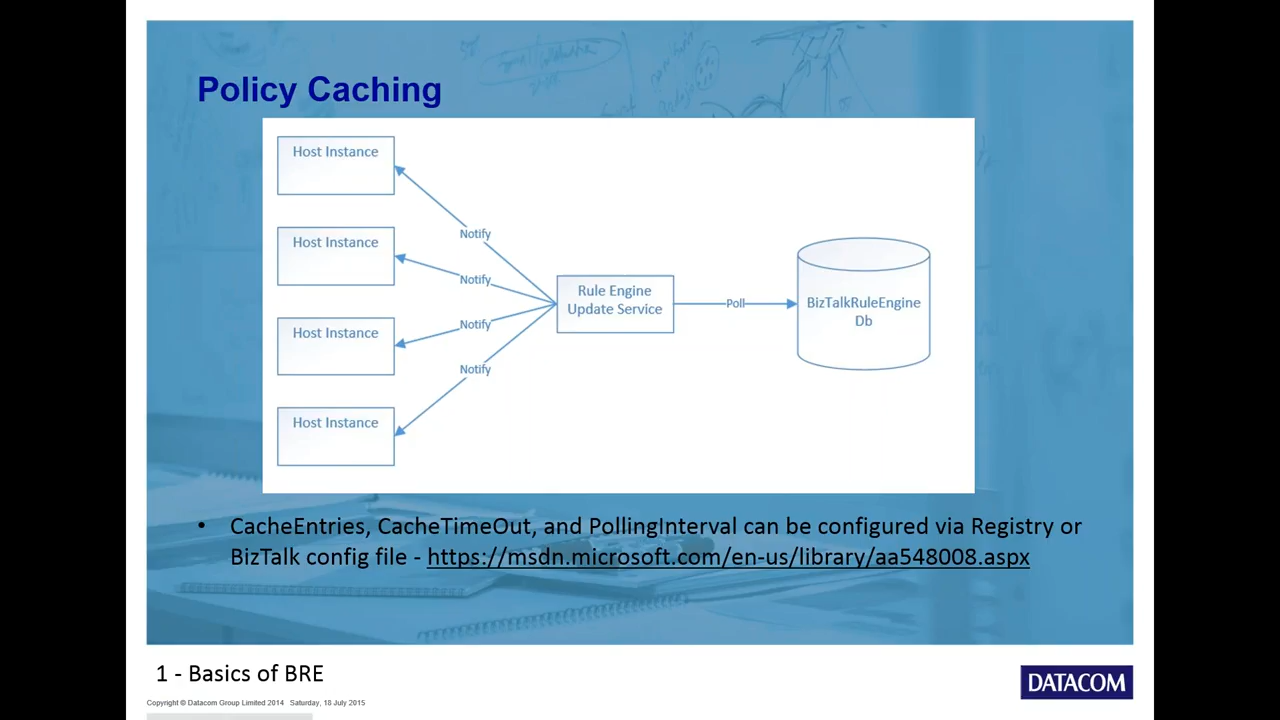 Policy Caching
Host Instance
Host Instance
Host Instance
Host Instance
Notify
Notify
Notify
Notify
Rule Engine
Update Service
Poll
BizTalkRuleEngine
Db
• CacheEntries, CacheTimeOut, and PollingInterval can be configured via Registry or
BizTalk config file - https://msdn.microsoft.com/en-us/library/aa548008.aspx
1 - Basics of BRE
Copyright © Datacom Group Limited 2014 Saturday, 18 July 2015
DATACOM